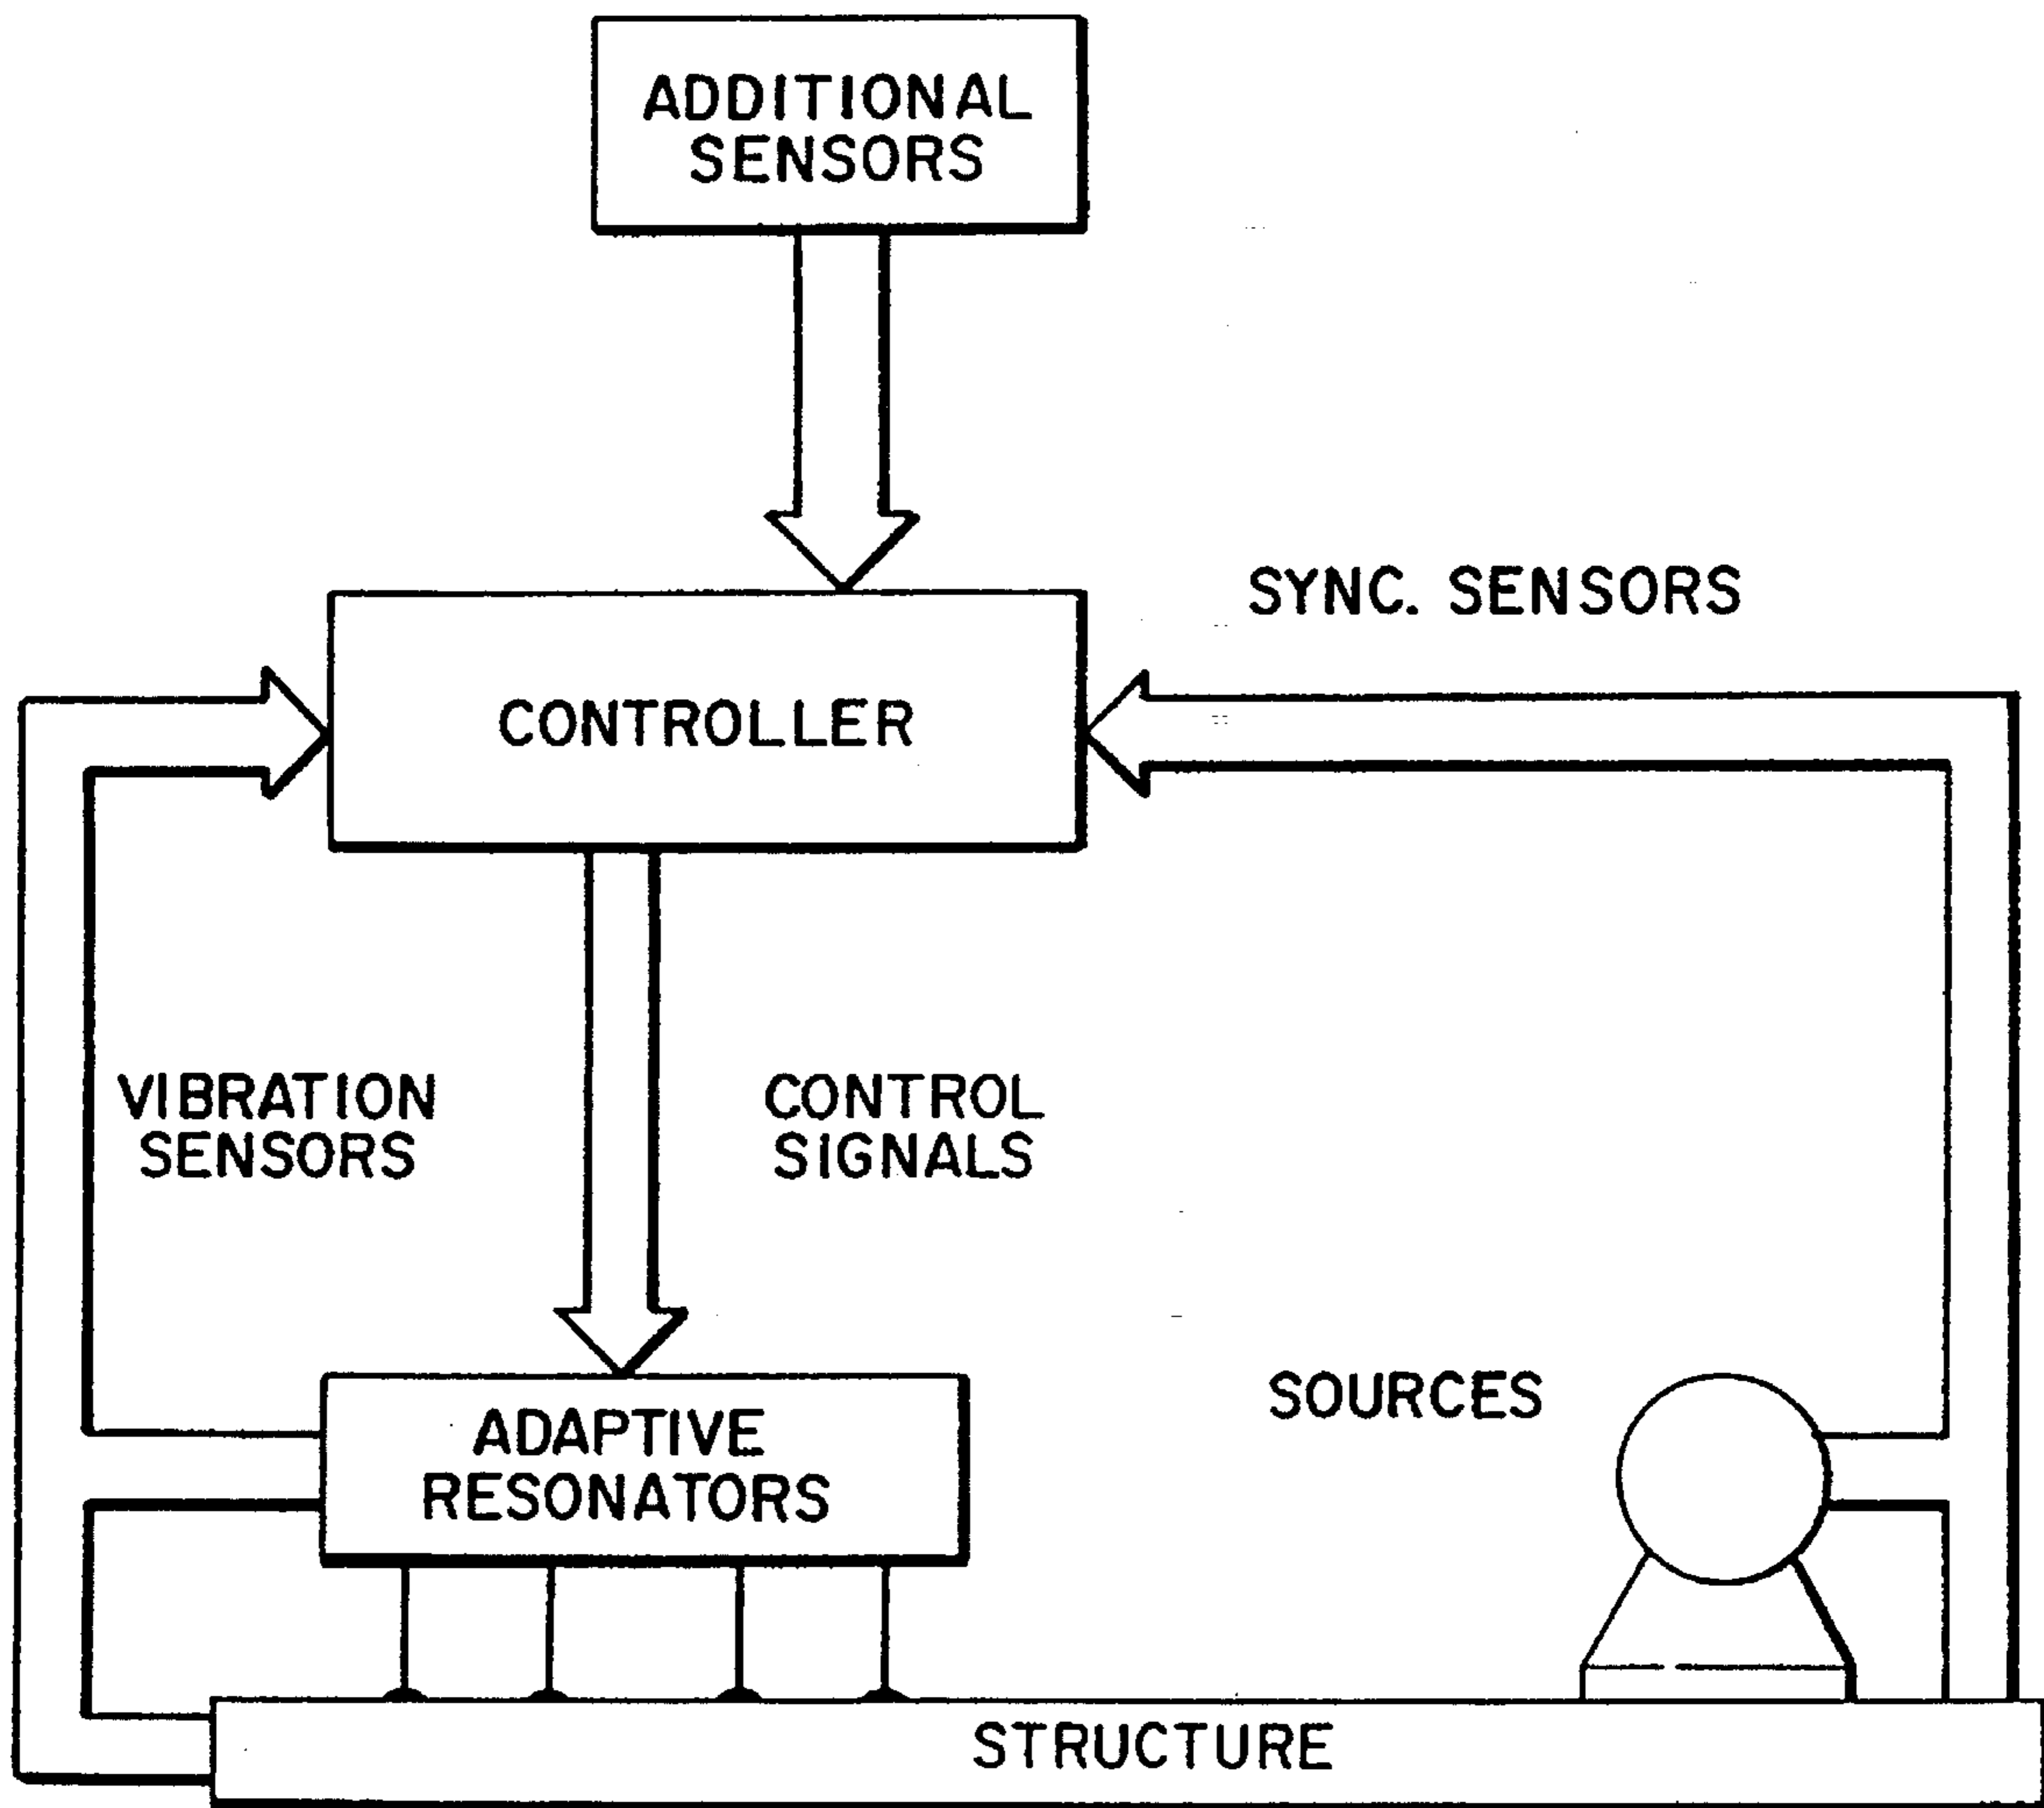 ADDITIONAL
SENSORS
SYNC. SENSORS
CONTROLLER
VIBRATION
SENSORS
CONTROL
SIGNALS
SOURCES
ADAPTIVE
RESONATORS
STRUCTURE